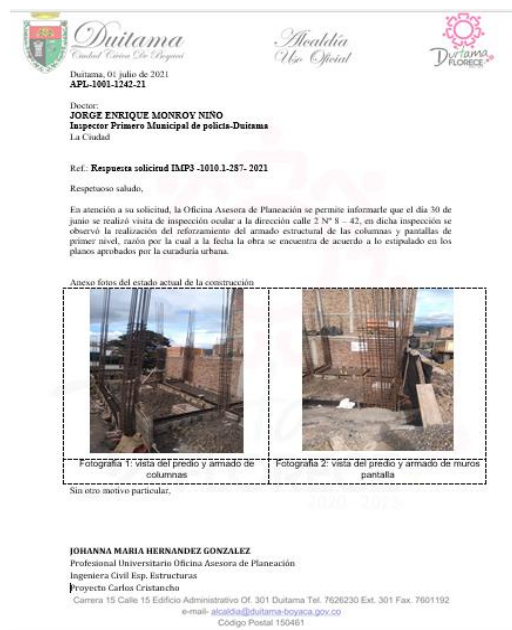 Duitama
Ciudad Cívica De Boyacá
Alcaldía
Uso Oficial
Duitama
FLORECE
Duitama, 01 julio de 2021
APL-1001-1242-21
Doctor:
JORGE ENRIQUE MONROY NIÑO
Inspector Primero Municipal de policía-Duitama
La Ciudad
Ref.: Respuesta solicitud IMP3 -1010.1-287- 2021
Respetuoso saludo,
En atención a su solicitud, la Oficina Asesora de Planeación se permite informarle que el día 30 de
junio se realizó visita de inspección ocular a la dirección calle 2 Nº 8 – 42, en dicha inspección se
observó la realización del reforzamiento del armado estructural de las columnas y pantallas de
primer nivel, razón por la cual a la fecha la obra se encuentra de acuerdo a lo estipulado en los
planos aprobados por la curaduría urbana.
Anexo fotos del estado actual de la construcción
Fotografía 1: vista del predio y armado de
columnas
Fotografía 2: vista del predio y armado de muros
pantalla
Sin otro motivo particular,
JOHANNA MARIA HERNANDEZ GONZALEZ
Profesional Universitario Oficina Asesora de Planeación
Ingeniera Civil Esp. Estructuras
Proyecto Carlos Cristancho
Carrera 15 Calle 15 Edificio Administrativo Of. 301 Duitama Tel. 7626230 Ext. 301 Fax. 7601192
e-mail- alcaldia@duitama-boyaca.gov.co
Código Postal 150461